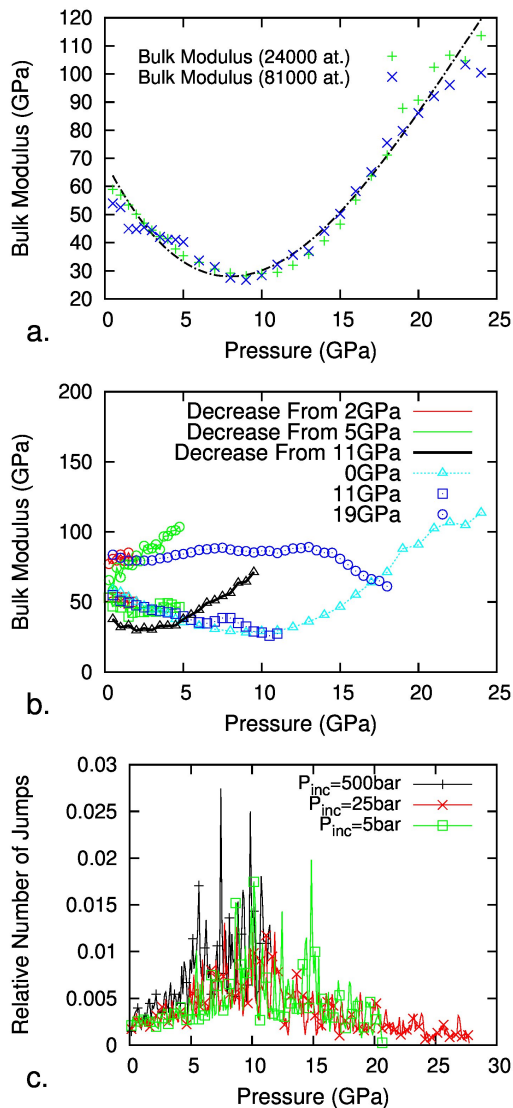 120
110
100
90
80
70
60
50
40
30
20
Bulk Modulus (GPa)
Bulk Modulus (24000 at.)
Bulk Modulus (81000 at.)
0 5 10 15 20 25
Pressure (GPa)
a.
200
150
100
50
0
Bulk Modulus (GPa)
Decrease From 2GPa
Decrease From 5GPa
Decrease From 11GPa
0GPa
11GPa
19GPa
0 5 10 15 20 25
Pressure (GPa)
b.
0.03
0.025
0.02
0.015
0.01
0.005
0
Relative Number of Jumps
Pinc=500bar
Pinc=25bar
Pinc=5bar
0 5 10 15 20 25 30
Pressure (GPa)
c.